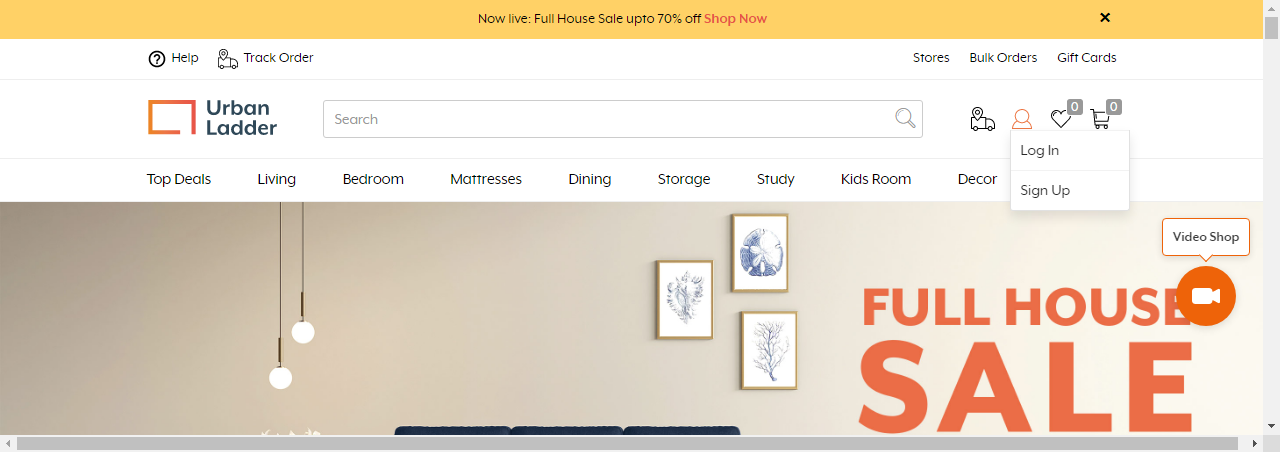 Now live: Full House Sale upto 70% off Shop Now ✕
Help Track Order Stores Bulk Orders Gift Cards
Urban
Ladder
Search
0 0
Log In
Top Deals Living Bedroom Mattresses Dining Storage Study Kids Room Decor
Sign Up
Video Shop
FULL HOUSE
SALE